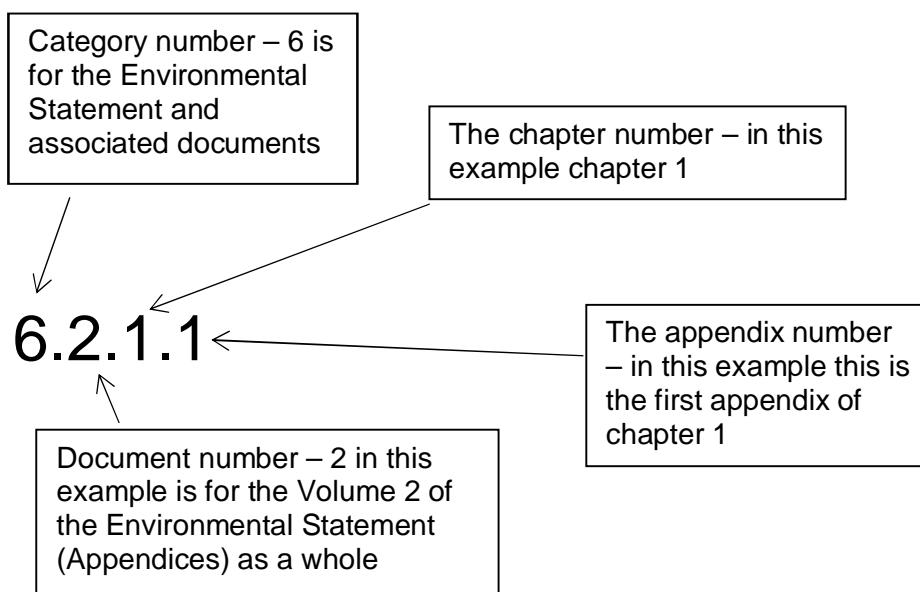 Category number – 6 is
for the Environmental
Statement and
associated documents
The chapter number – in this
example chapter 1
6.2.1.1
The appendix number
– in this example this is
the first appendix of
chapter 1
Document number – 2 in this
example is for the Volume 2 of
the Environmental Statement
(Appendices) as a whole